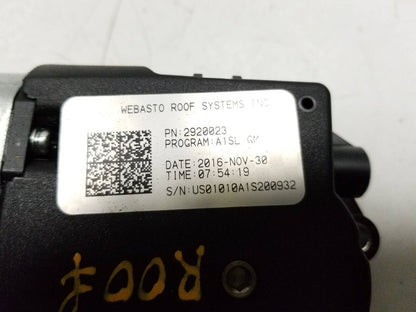 WEBASTO ROOF SYSTEMS INC
PN:2920023
PROGRAM:A1SL GM
DATE:2016-NOV-30
TIME:07:54:19
S/N:US01010A1S200932
ROOF